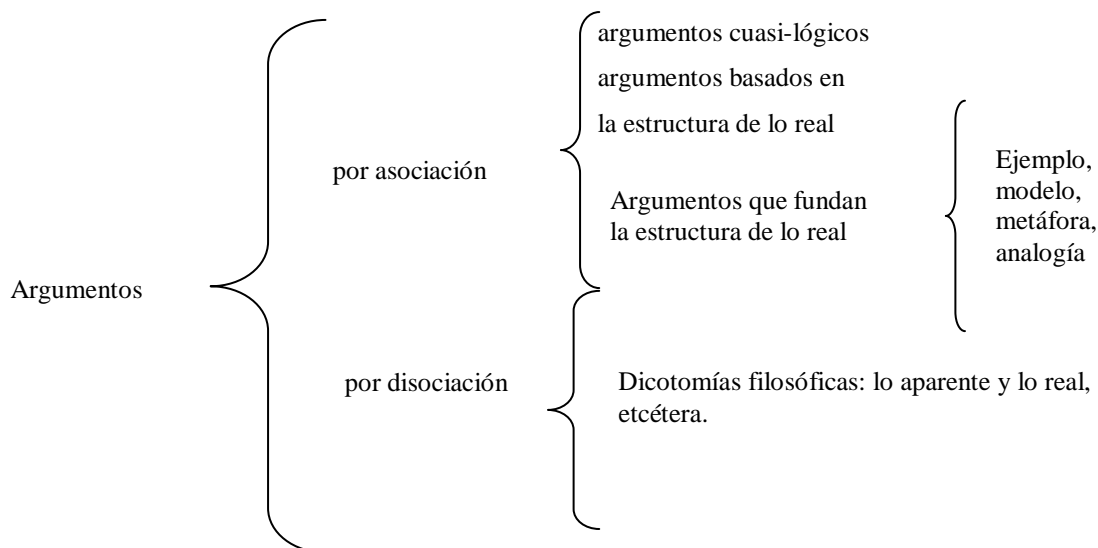 Argumentos
por asociación
argumentos cuasi-lógicos
argumentos basados en
la estructura de lo real
Argumentos que fundan
la estructura de lo real
Ejemplo,
modelo,
metáfora,
analogía
por disociación
Dicotomías filosóficas: lo aparente y lo real,
etcétera.